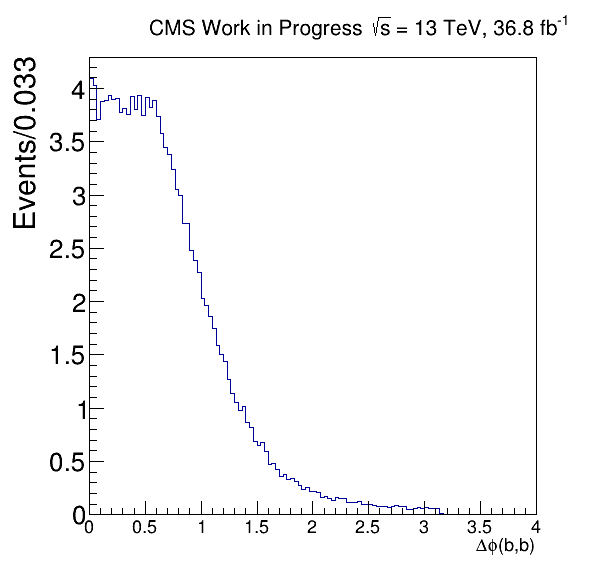 CMS Work in Progress √s = 13 TeV, 36.8 fb⁻¹
Events/0.033
4
3.5
3
2.5
2
1.5
1
0.5
0
0 0.5 1 1.5 2 2.5 3 3.5 4
Δϕ(b,b)